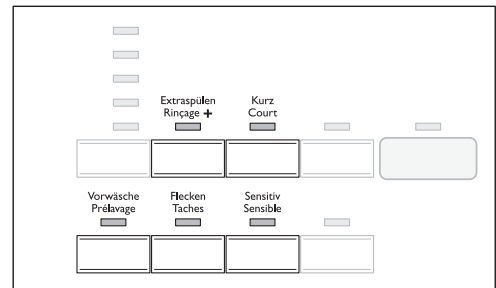 Extraspülen
Rinçage +
Kurz
Court
Vorwäsche
Prélavage
Flecken
Taches
Sensitiv
Sensible